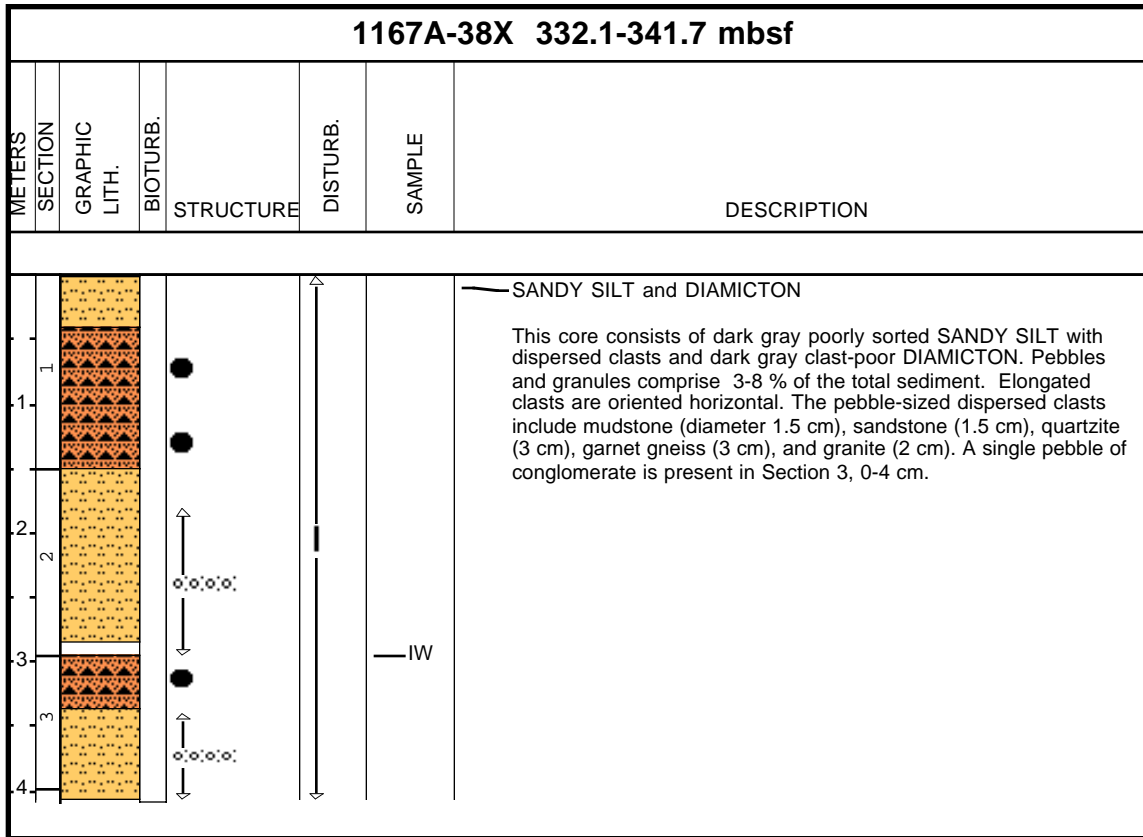 1167A-38X 332.1-341.7 mbsf
METERS
SECTION
GRAPHIC
LITH.
BIOTURB.
STRUCTURE
DISTURB.
SAMPLE
DESCRIPTION
SANDY SILT and DIAMICTON
This core consists of dark gray poorly sorted SANDY SILT with
dispersed clasts and dark gray clast-poor DIAMICTON. Pebbles
and granules comprise 3-8 % of the total sediment. Elongated
clasts are oriented horizontal. The pebble-sized dispersed clasts
include mudstone (diameter 1.5 cm), sandstone (1.5 cm), quartzite
(3 cm), garnet gneiss (3 cm), and granite (2 cm). A single pebble of
conglomerate is present in Section 3, 0-4 cm.
1
1
2
2
3
IW
3
4